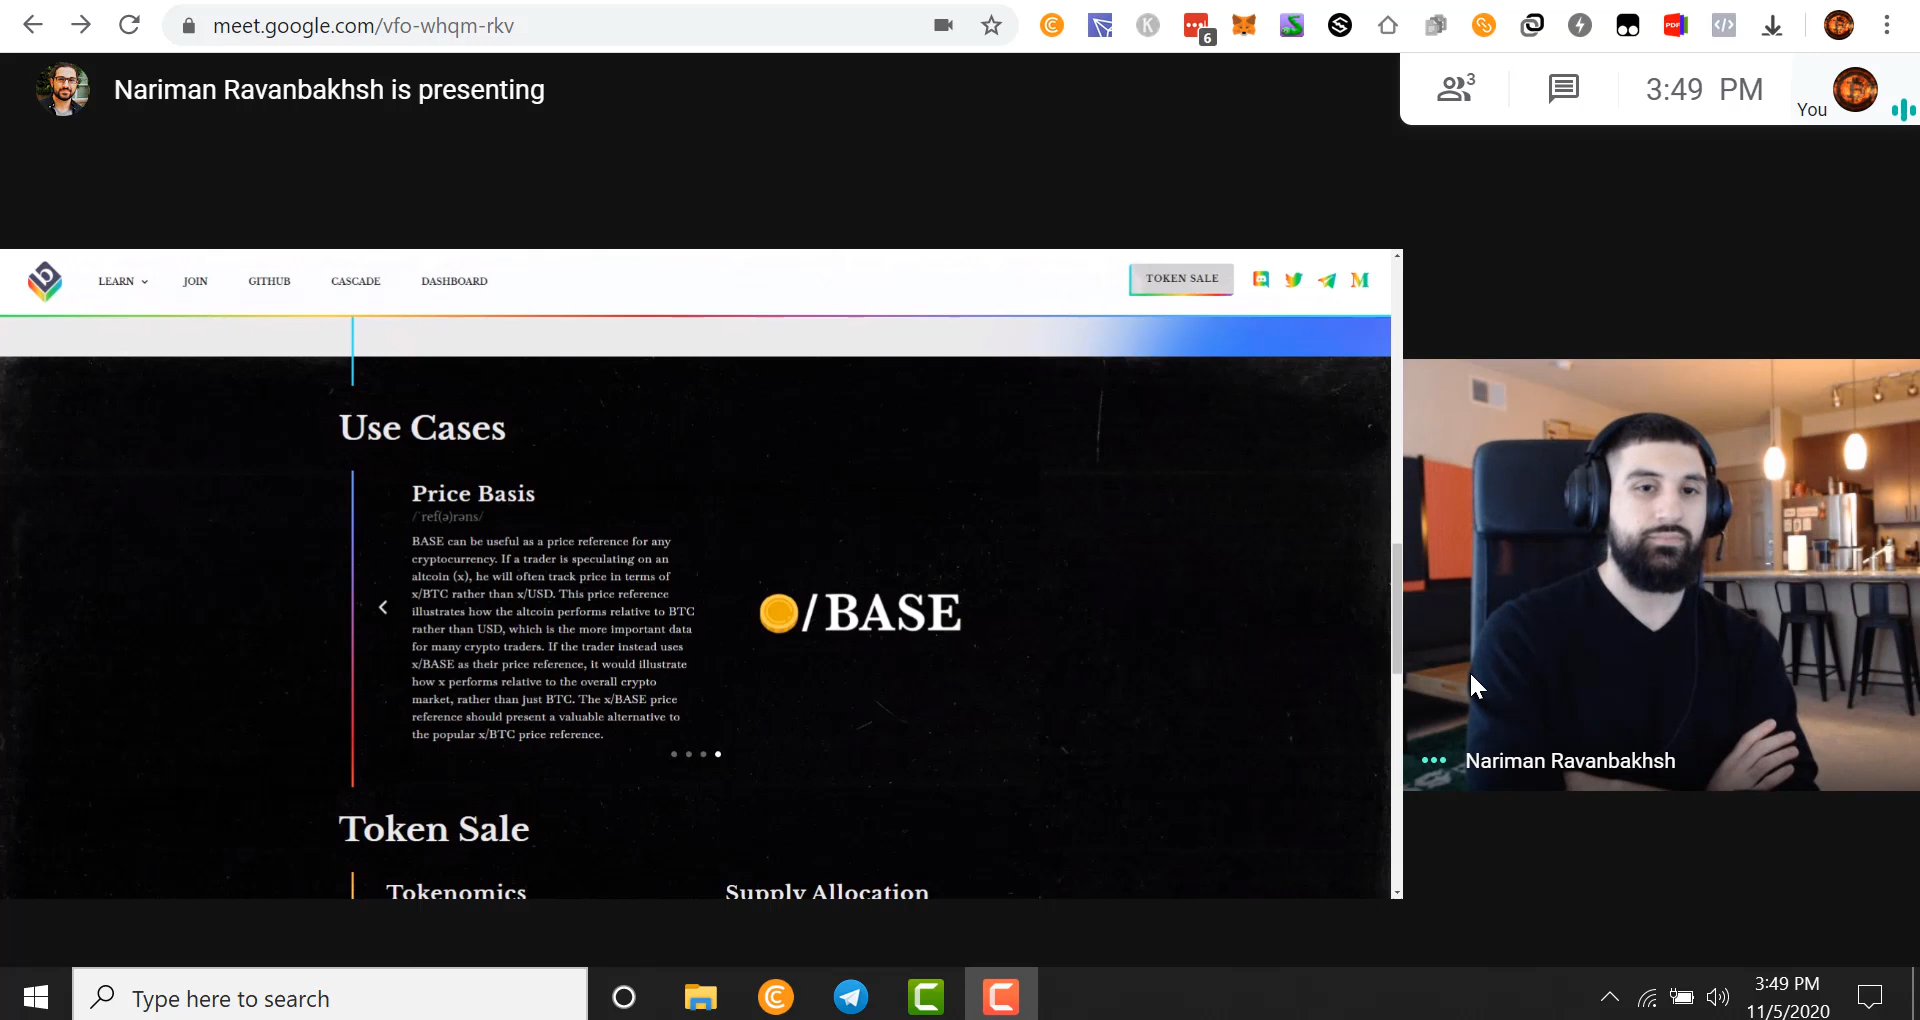 meet.google.com/vfo-whqm-rkv
6
Nariman Ravanbakhsh is presenting
3
3:49 PM
You
LEARN
JOIN
GITHUB
CASCADE
DASHBOARD
TOKEN SALE
Use Cases
Price Basis
/ˈref(ə)rəns/
BASE can be useful as a price reference for any
cryptocurrency. If a trader is speculating on an
altcoin (x), he will often track price in terms of
x/BTC rather than x/USD. This price reference
illustrates how the altcoin performs relative to BTC
rather than USD, which is the more important data
for many crypto traders. If the trader instead uses
x/BASE as their price reference, it would illustrate
how x performs relative to the overall crypto
market, rather than just BTC. The x/BASE price
reference should present a valuable alternative to
the popular x/BTC price reference.
/BASE
Nariman Ravanbakhsh
Token Sale
Tokenomics
Supply Allocation
Type here to search
3:49 PM
11/5/2020